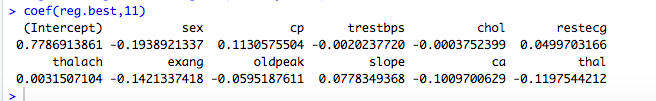 > coef(reg.best,11)
(Intercept) sex cp trestbps chol restecg
0.7786913861 -0.1938921337 0.1130575504 -0.0020237720 -0.0003752399 0.0499703166
thalach exang oldpeak slope ca thal
0.0031507104 -0.1421337418 -0.0595187611 0.0778349368 -0.1009700629 -0.1197544212
>